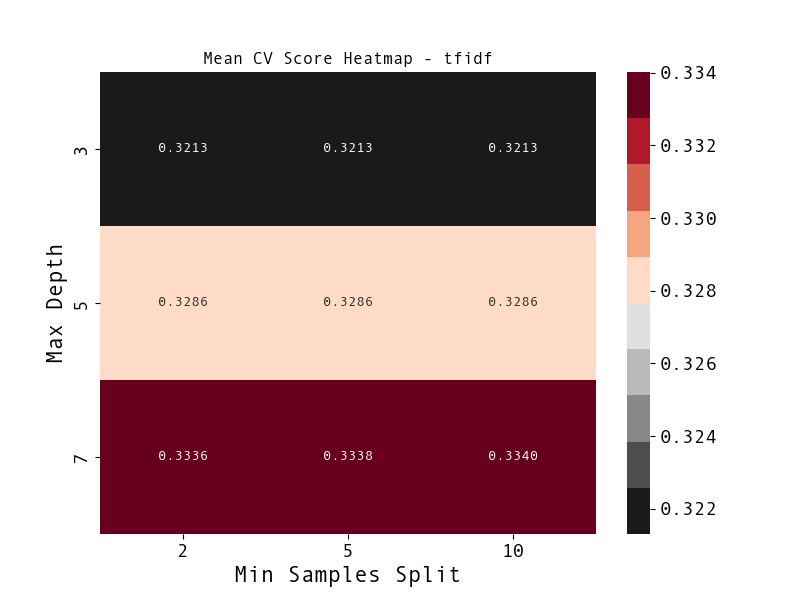 Mean CV Score Heatmap - tfidf
Max Depth
3
0.3213 0.3213 0.3213
5
0.3286 0.3286 0.3286
7
0.3336 0.3338 0.3340
2 5 10
Min Samples Split
0.334
0.332
0.330
0.328
0.326
0.324
0.322